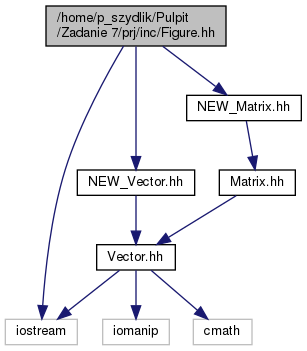 /home/p_szydlik/Pulpit
/Zadanie 7/prj/inc/Figure.hh
NEW_Matrix.hh
NEW_Vector.hh
Matrix.hh
Vector.hh
iostream
iomanip
cmath